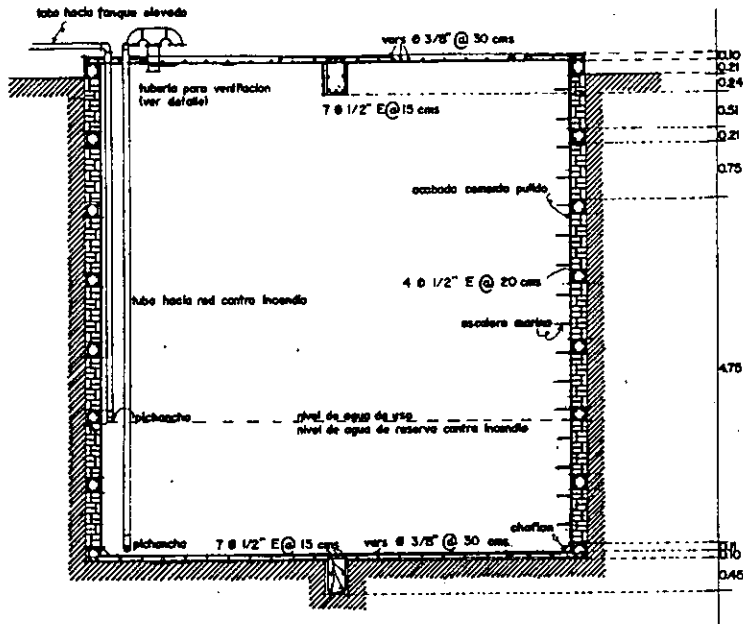 tubo hacia tanque elevado
vars Ø 3/8" @ 30 cms
0.10
0.21
0.24
tubería para ventilacion
(ver detalle)
7 Ø 1/2" E @ 15 cms
0.51
0.21
0.75
acabado cemento pulido
4 Ø 1/2" E @ 20 cms
tubo hacia red contra incendio
escalera marina
4.75
pichancha
nivel de agua de uso
nivel de agua de reserva contra incendio
chaflan
pichancha
7 Ø 1/2" E @ 15 cms
vars Ø 3/8" @ 30 cms.
0.10
0.45